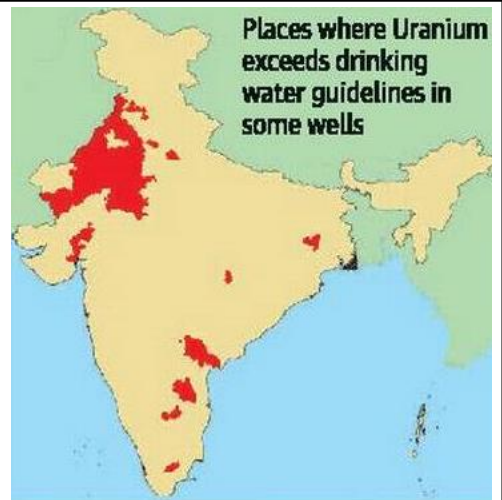 Places where Uranium
exceeds drinking
water guidelines in
some wells